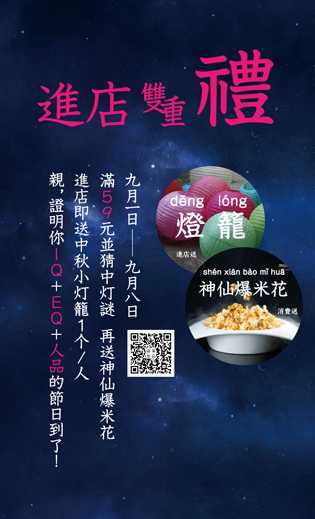 進店雙重禮
dēng lóng
燈籠
進店送
shén xiān bào mǐ huā
神仙爆米花
消費送
九月一日——九月八日
滿59元並猜中灯謎 再送神仙爆米花
進店即送中秋小灯籠1个/人
親,證明你IQ+EQ+人品的節日到了!